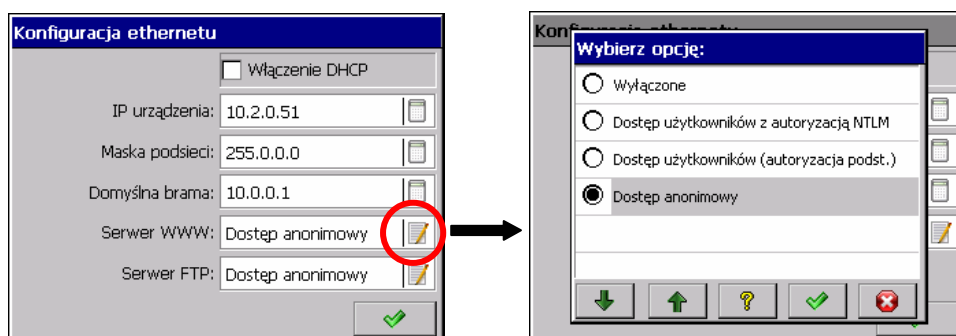 Konfiguracja ethernetu
Włączenie DHCP
IP urządzenia: 10.2.0.51
Maska podsieci: 255.0.0.0
Domyślna brama: 10.0.0.1
Serwer WWW: Dostęp anonimowy
Serwer FTP: Dostęp anonimowy
Wybierz opcję:
Wyłączone
Dostęp użytkowników z autoryzacją NTLM
Dostęp użytkowników (autoryzacja podst.)
Dostęp anonimowy